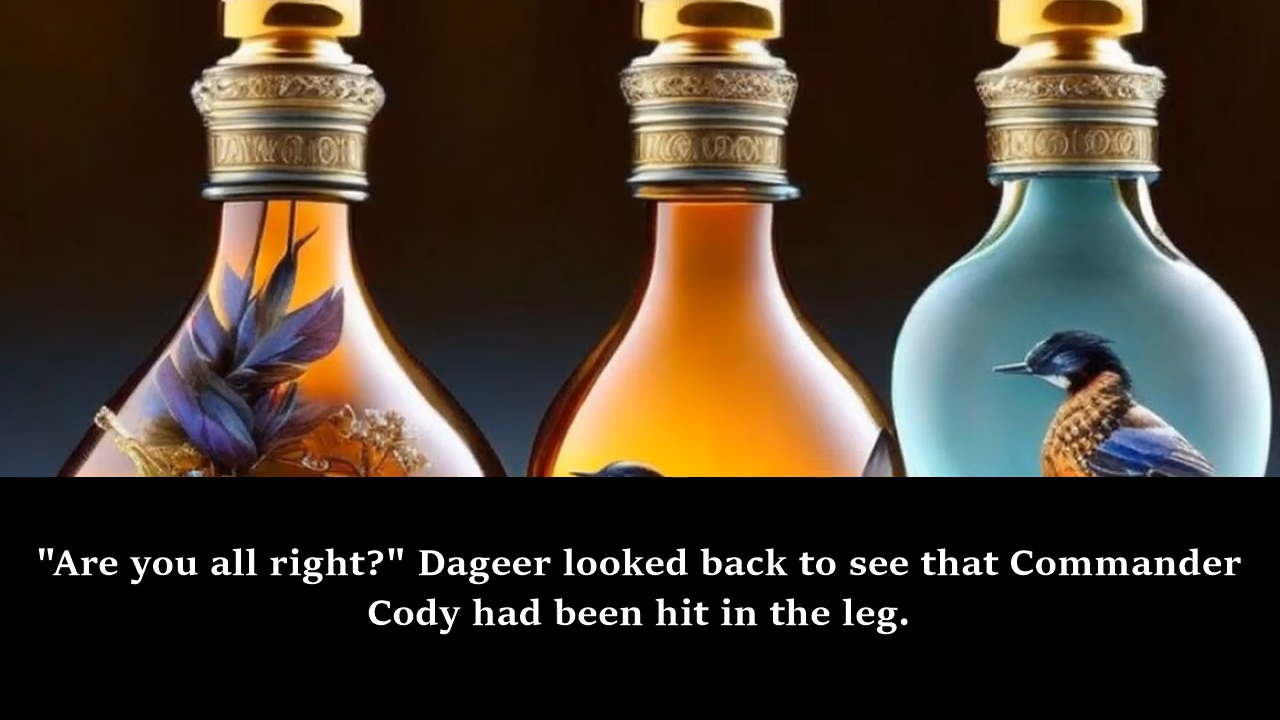 "Are you all right?" Dageer looked back to see that Commander
Cody had been hit in the leg.